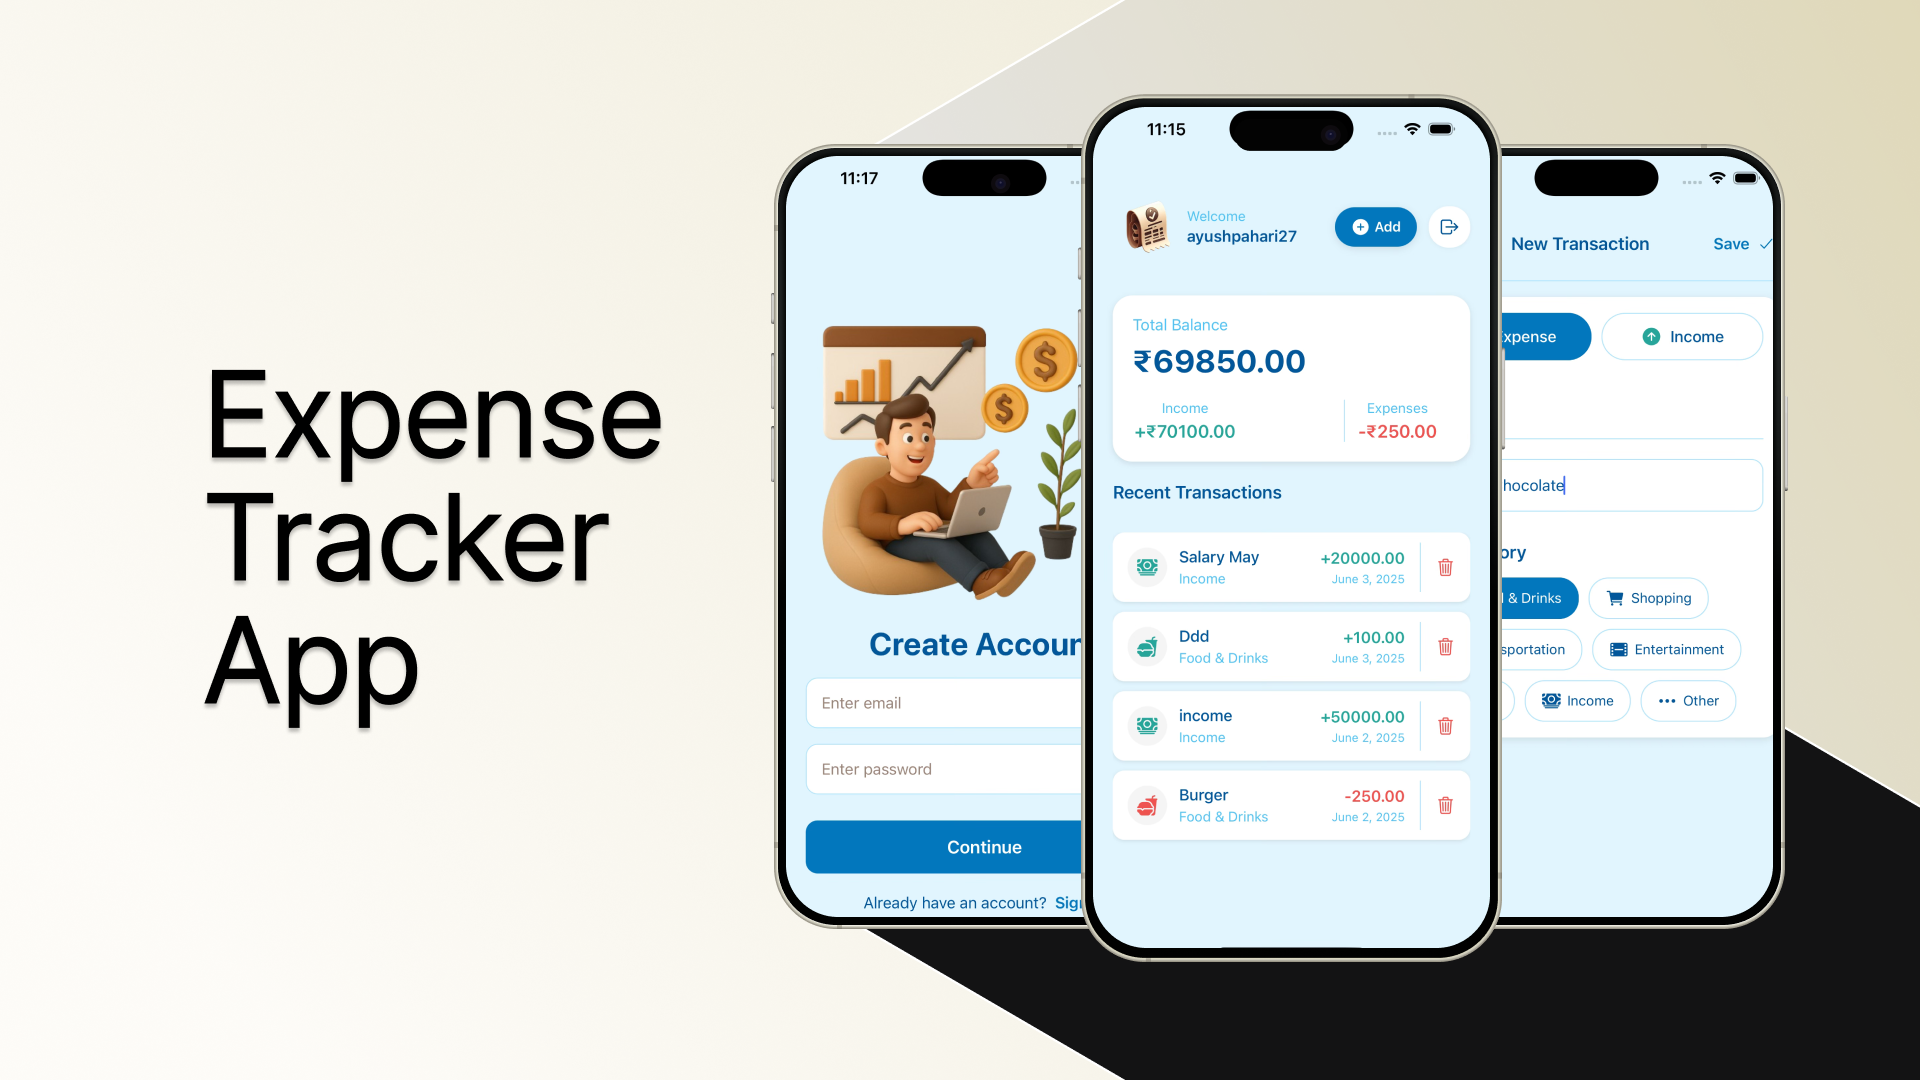 Expense
Tracker
App
11:17
Create Accoun
Enter email
Enter password
Continue
Already have an account? Sig
11:15
Welcome
ayushpahari27
Add
Total Balance
₹69850.00
Income
Expenses
+₹70100.00
-₹250.00
Recent Transactions
Salary May
+20000.00
Income
June 3, 2025
Ddd
+100.00
Food & Drinks
June 3, 2025
income
+50000.00
Income
June 2, 2025
Burger
-250.00
Food & Drinks
June 2, 2025
New Transaction
Save
xpense
Income
hocolate
ory
& Drinks
Shopping
sportation
Entertainment
Income
Other